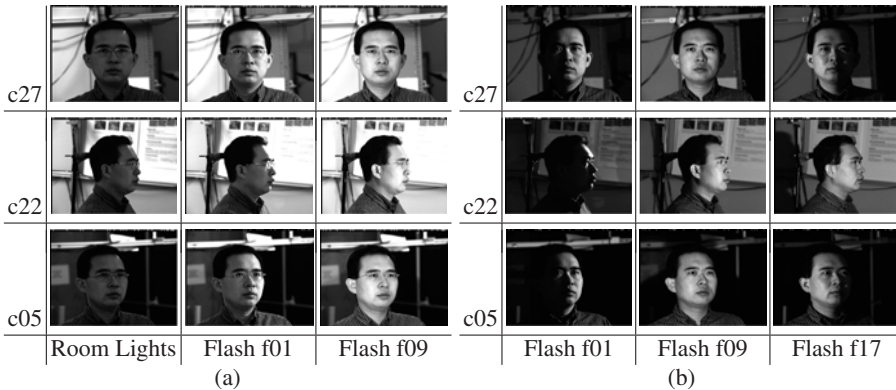 c27
c22
c05
Room Lights Flash f01 Flash f09
(a)
c27
c22
c05
Flash f01 Flash f09 Flash f17
(b)